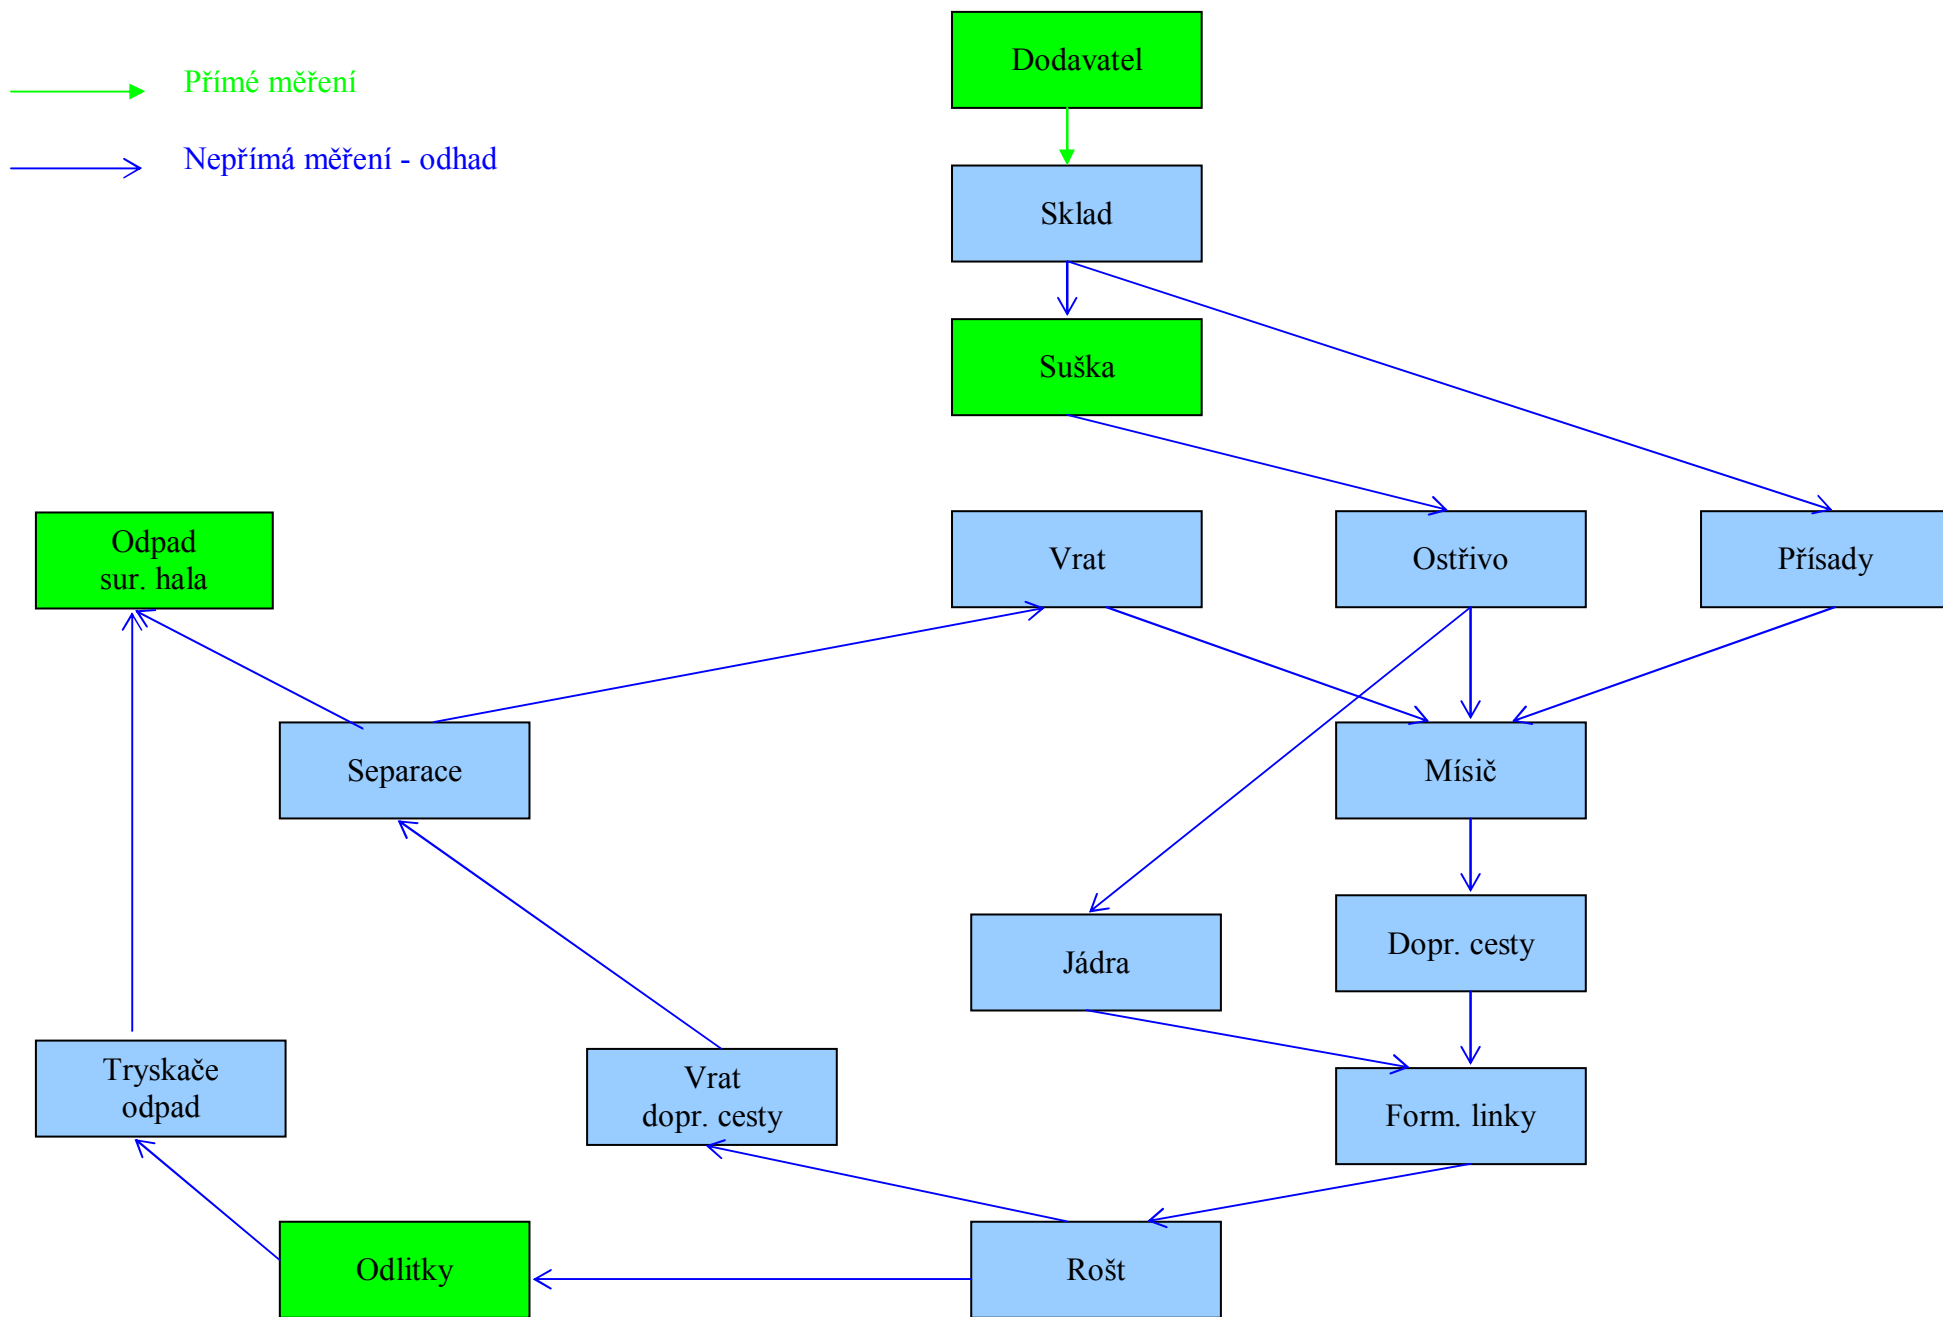 Dodavatel
Přímé měření
Nepřímá měření - odhad
Sklad
Suška
Odpad
sur. hala
Vrat
Ostřivo
Přísady
Separace
Mísič
Jádra
Dopr. cesty
Tryskače
odpad
Vrat
dopr. cesty
Form. linky
Odlitky
Rošt